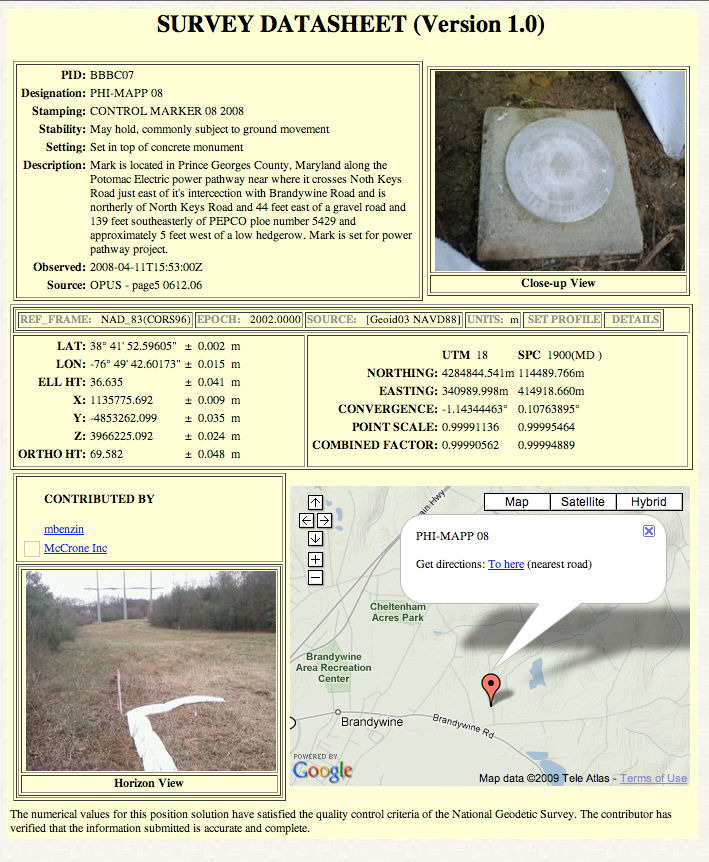 SURVEY DATASHEET (Version 1.0)
PID: BBBC07
Designation: PHI-MAPP 08
Stamping: CONTROL MARKER 08 2008
Stability: May hold, commonly subject to ground movement
Setting: Set in top of concrete monument
Description: Mark is located in Prince Georges County, Maryland along the
Potomac Electric power pathway near where it crosses Noth Keys
Road just east of it's intercection with Brandywine Road and is
northerly of North Keys Road and 44 feet east of a gravel road and
139 feet southeasterly of PEPCO ploe number 5429 and
approximately 5 feet west of a low hedgerow. Mark is set for power
pathway project.
Observed: 2008-04-11T15:53:00Z
Source: OPUS - page5 0612.06
Close-up View
REF_FRAME: NAD_83(CORS96) EPOCH: 2002.0000 SOURCE: [Geoid03 NAVD88] UNITS: m SET PROFILE DETAILS
LAT: 38° 41' 52.59605" ± 0.002 m
LON: -76° 49' 42.60173" ± 0.015 m
ELL HT: 36.635 ± 0.041 m
X: 1135775.692 ± 0.009 m
Y: -4853262.099 ± 0.035 m
Z: 3966225.092 ± 0.024 m
ORTHO HT: 69.582 ± 0.048 m
UTM 18 SPC 1900(MD )
NORTHING: 4284844.541m 114489.766m
EASTING: 340989.998m 414918.660m
CONVERGENCE: -1.14344463° 0.10763895°
POINT SCALE: 0.99991136 0.99995464
COMBINED FACTOR: 0.99990562 0.99994889
CONTRIBUTED BY
mbenzin
McCrone Inc
Horizon View
Map Satellite Hybrid
ain Hwy
PHI-MAPP 08
Get directions: To here (nearest road)
Cheltenham
Acres Park
Brandywine
Area Recreation
Center
Brandywine
Brandywine Rd
POWERED BY
Google
Map data ©2009 Tele Atlas - Terms of Use
The numerical values for this position solution have satisfied the quality control criteria of the National Geodetic Survey. The contributor has
verified that the information submitted is accurate and complete.